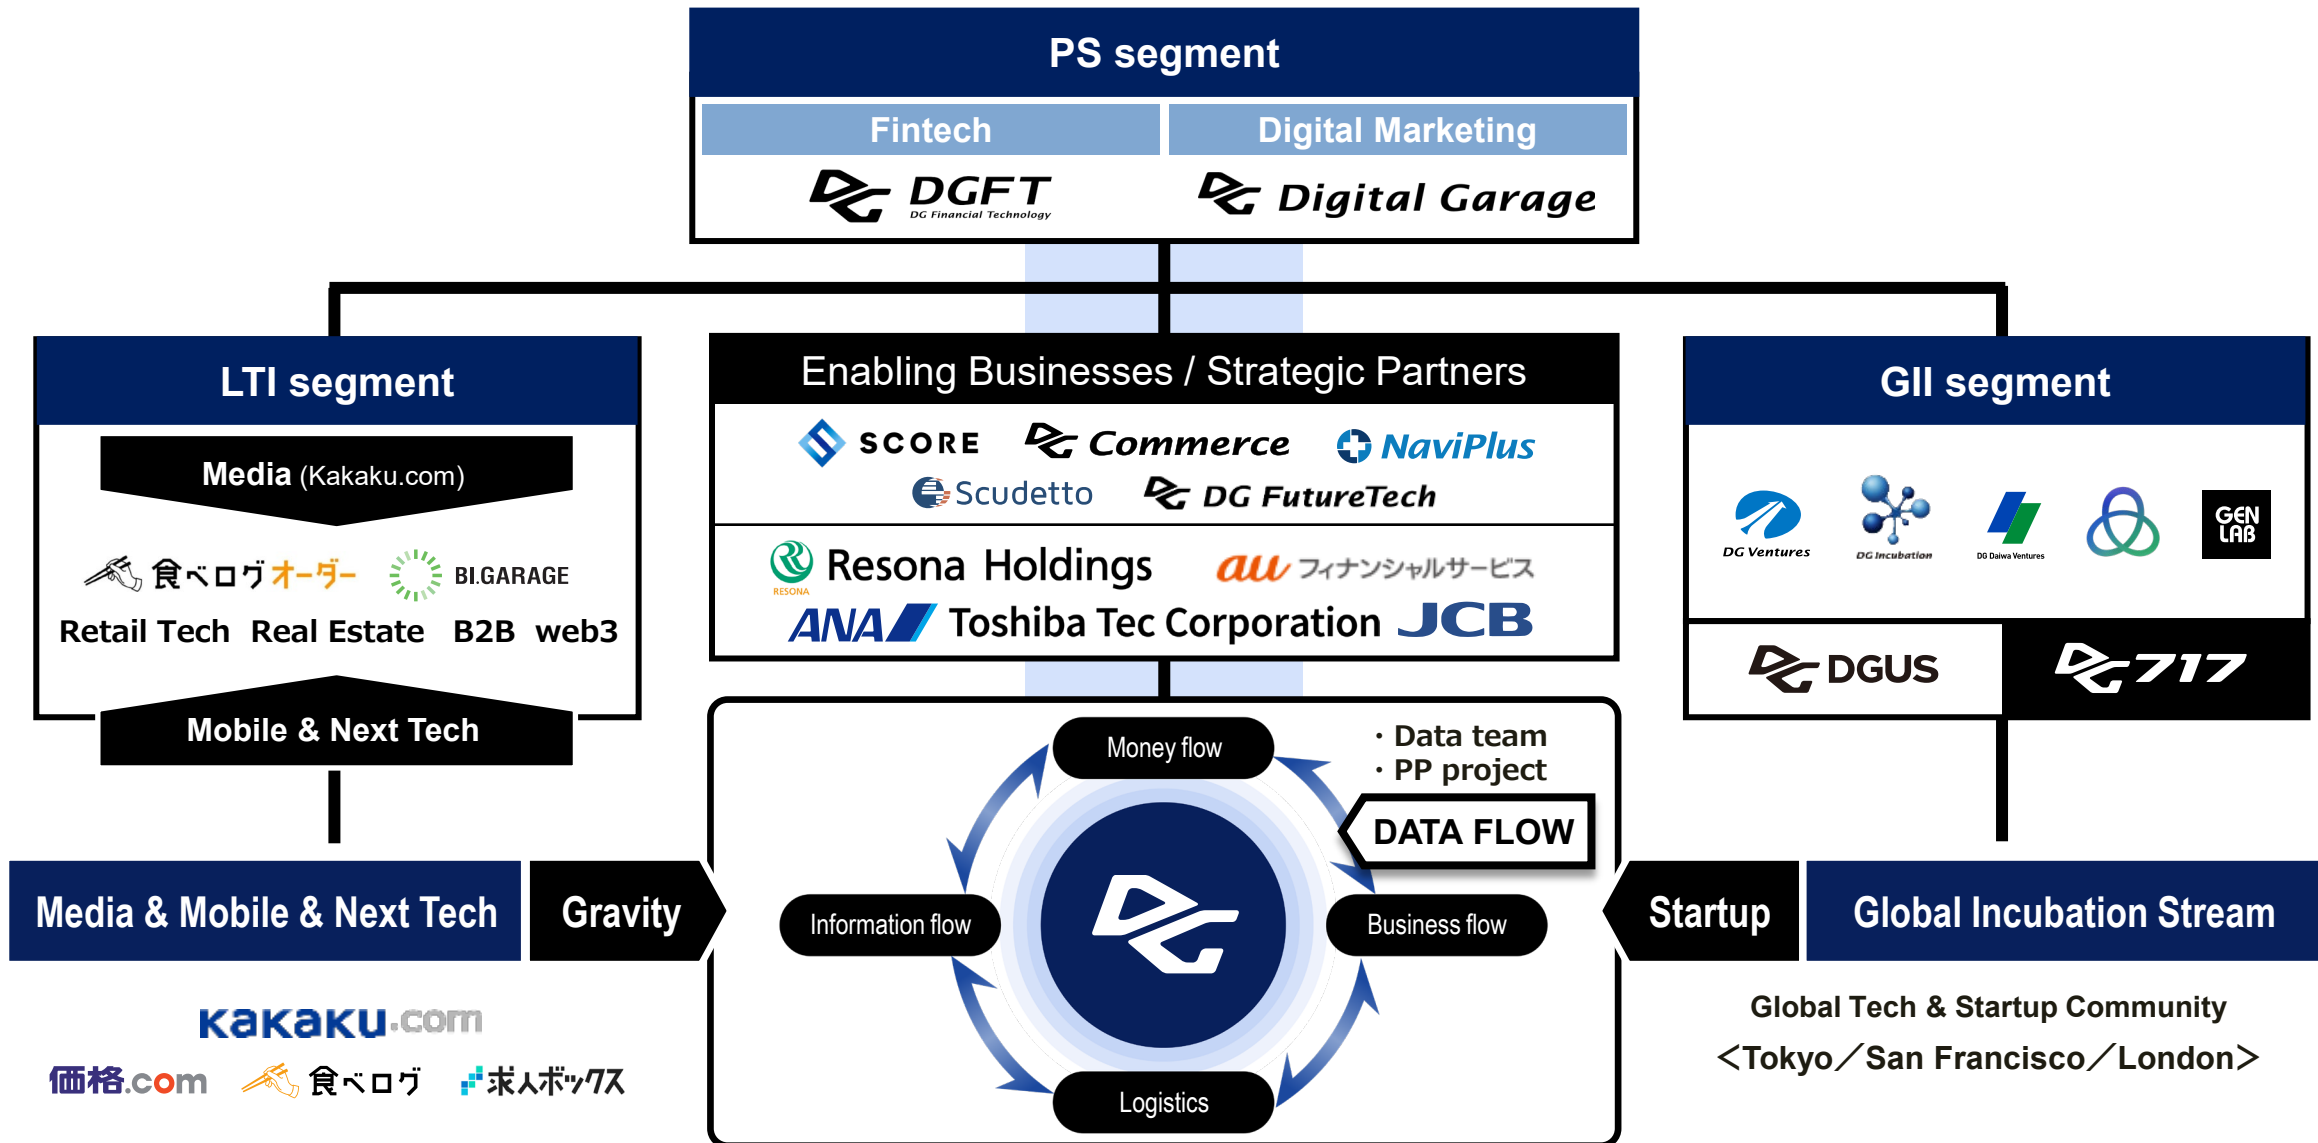 PS segment
Fintech
Digital Marketing
DGFT
DG Financial Technology
Digital Garage
LTI segment
Media (Kakaku.com)
食べログオーダー
BI.GARAGE
Retail Tech Real Estate B2B web3
Mobile & Next Tech
Enabling Businesses / Strategic Partners
SCORE
DG Commerce
NaviPlus
Scudetto
DG DG FutureTech
Resona Holdings
RESONA
au フィナンシャルサービス
ANA
Toshiba Tec Corporation
JCB
GII segment
DG Ventures
DG Incubation
DG Daiwa Ventures
GEN
LAB
DG DGUS
DG 717
Money flow
・Data team
・PP project
DATA FLOW
Information flow
DG
Business flow
Logistics
Media & Mobile & Next Tech
Gravity
Startup
Global Incubation Stream
kakaku.com
価格.com
食べログ
求人ボックス
Global Tech & Startup Community
<Tokyo／San Francisco／London>